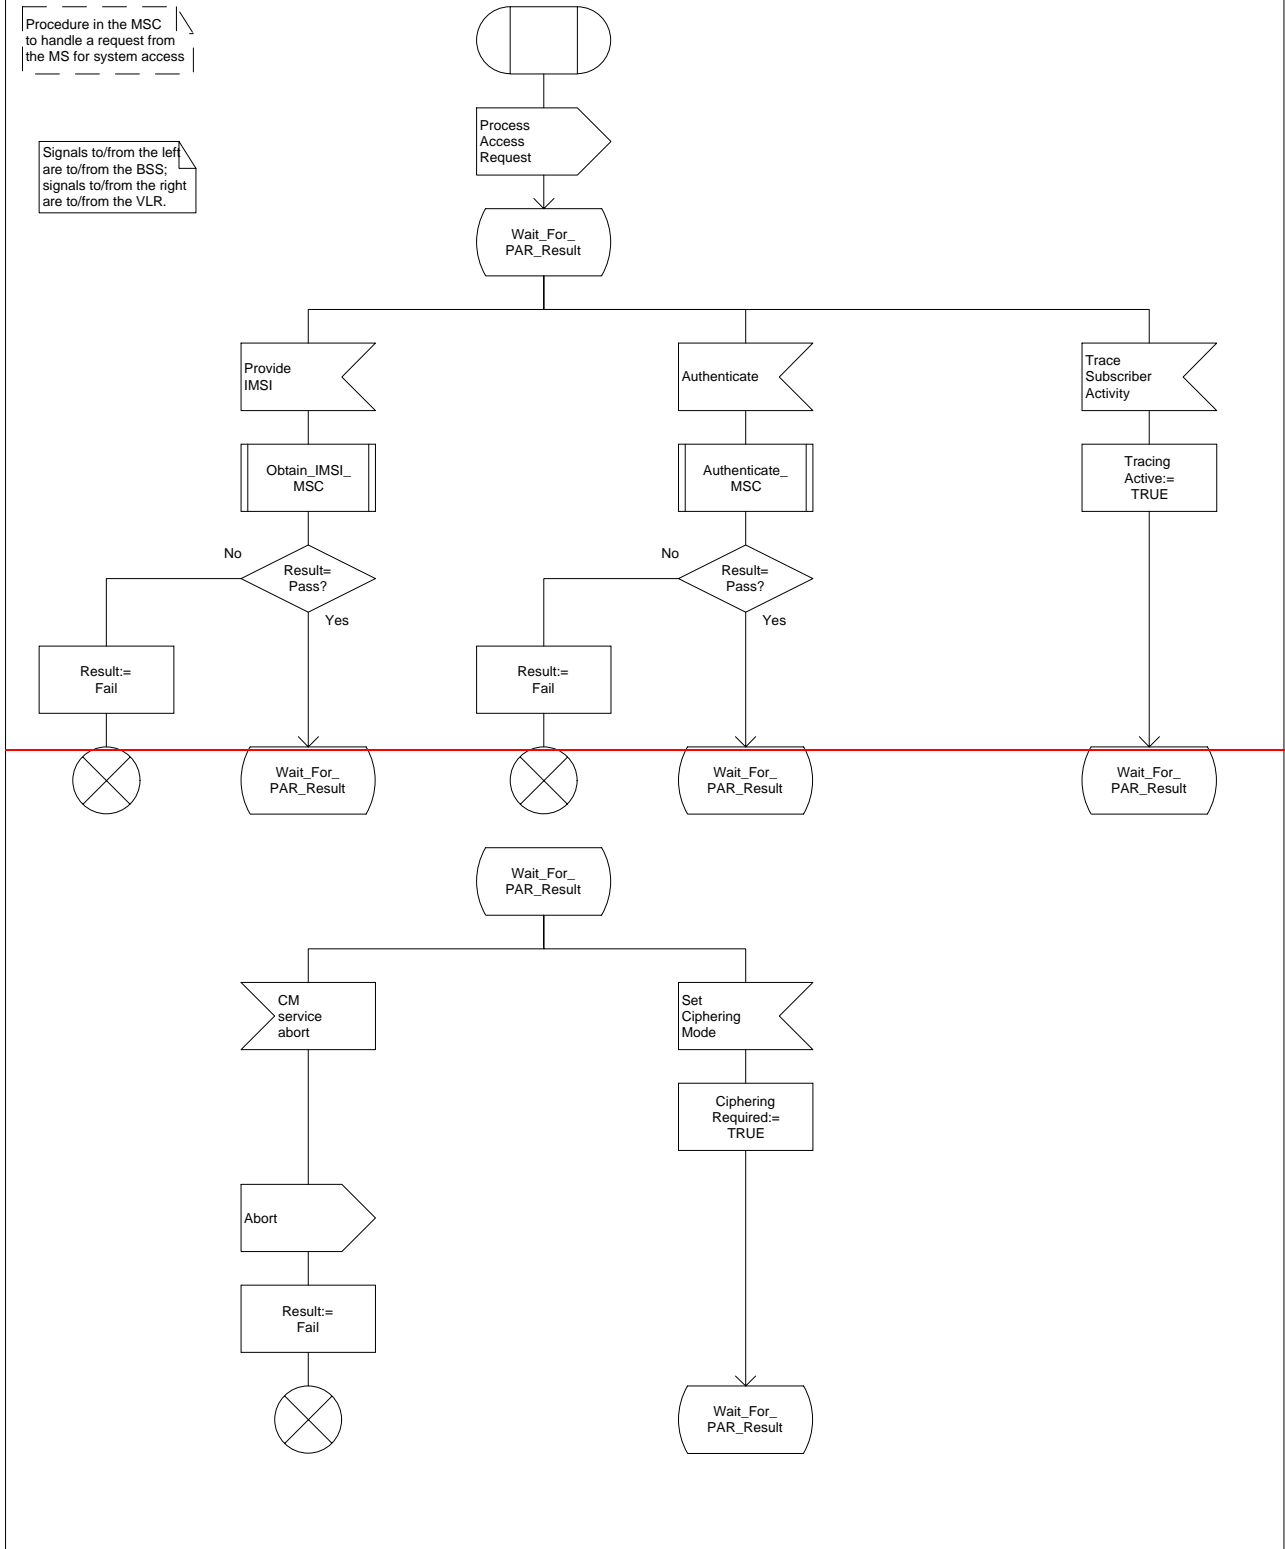 Procedure in the MSC
to handle a request from
the MS for system access
Process
Access
Request
Signals to/from the left
are to/from the BSS;
signals to/from the right
are to/from the VLR.
Wait_For_
PAR_Result
Provide
IMSI
Authenticate
Trace
Subscriber
Activity
Obtain_IMSI_
MSC
Authenticate_
MSC
Tracing
Active:=
TRUE
No
Result=
Pass?
Yes
No
Result=
Pass?
Yes
Result:=
Fail
Result:=
Fail
Wait_For_
PAR_Result
Wait_For_
PAR_Result
Wait_For_
PAR_Result
Wait_For_
PAR_Result
CM
service
abort
Set
Ciphering
Mode
Ciphering
Required:=
TRUE
Abort
Result:=
Fail
Wait_For_
PAR_Result